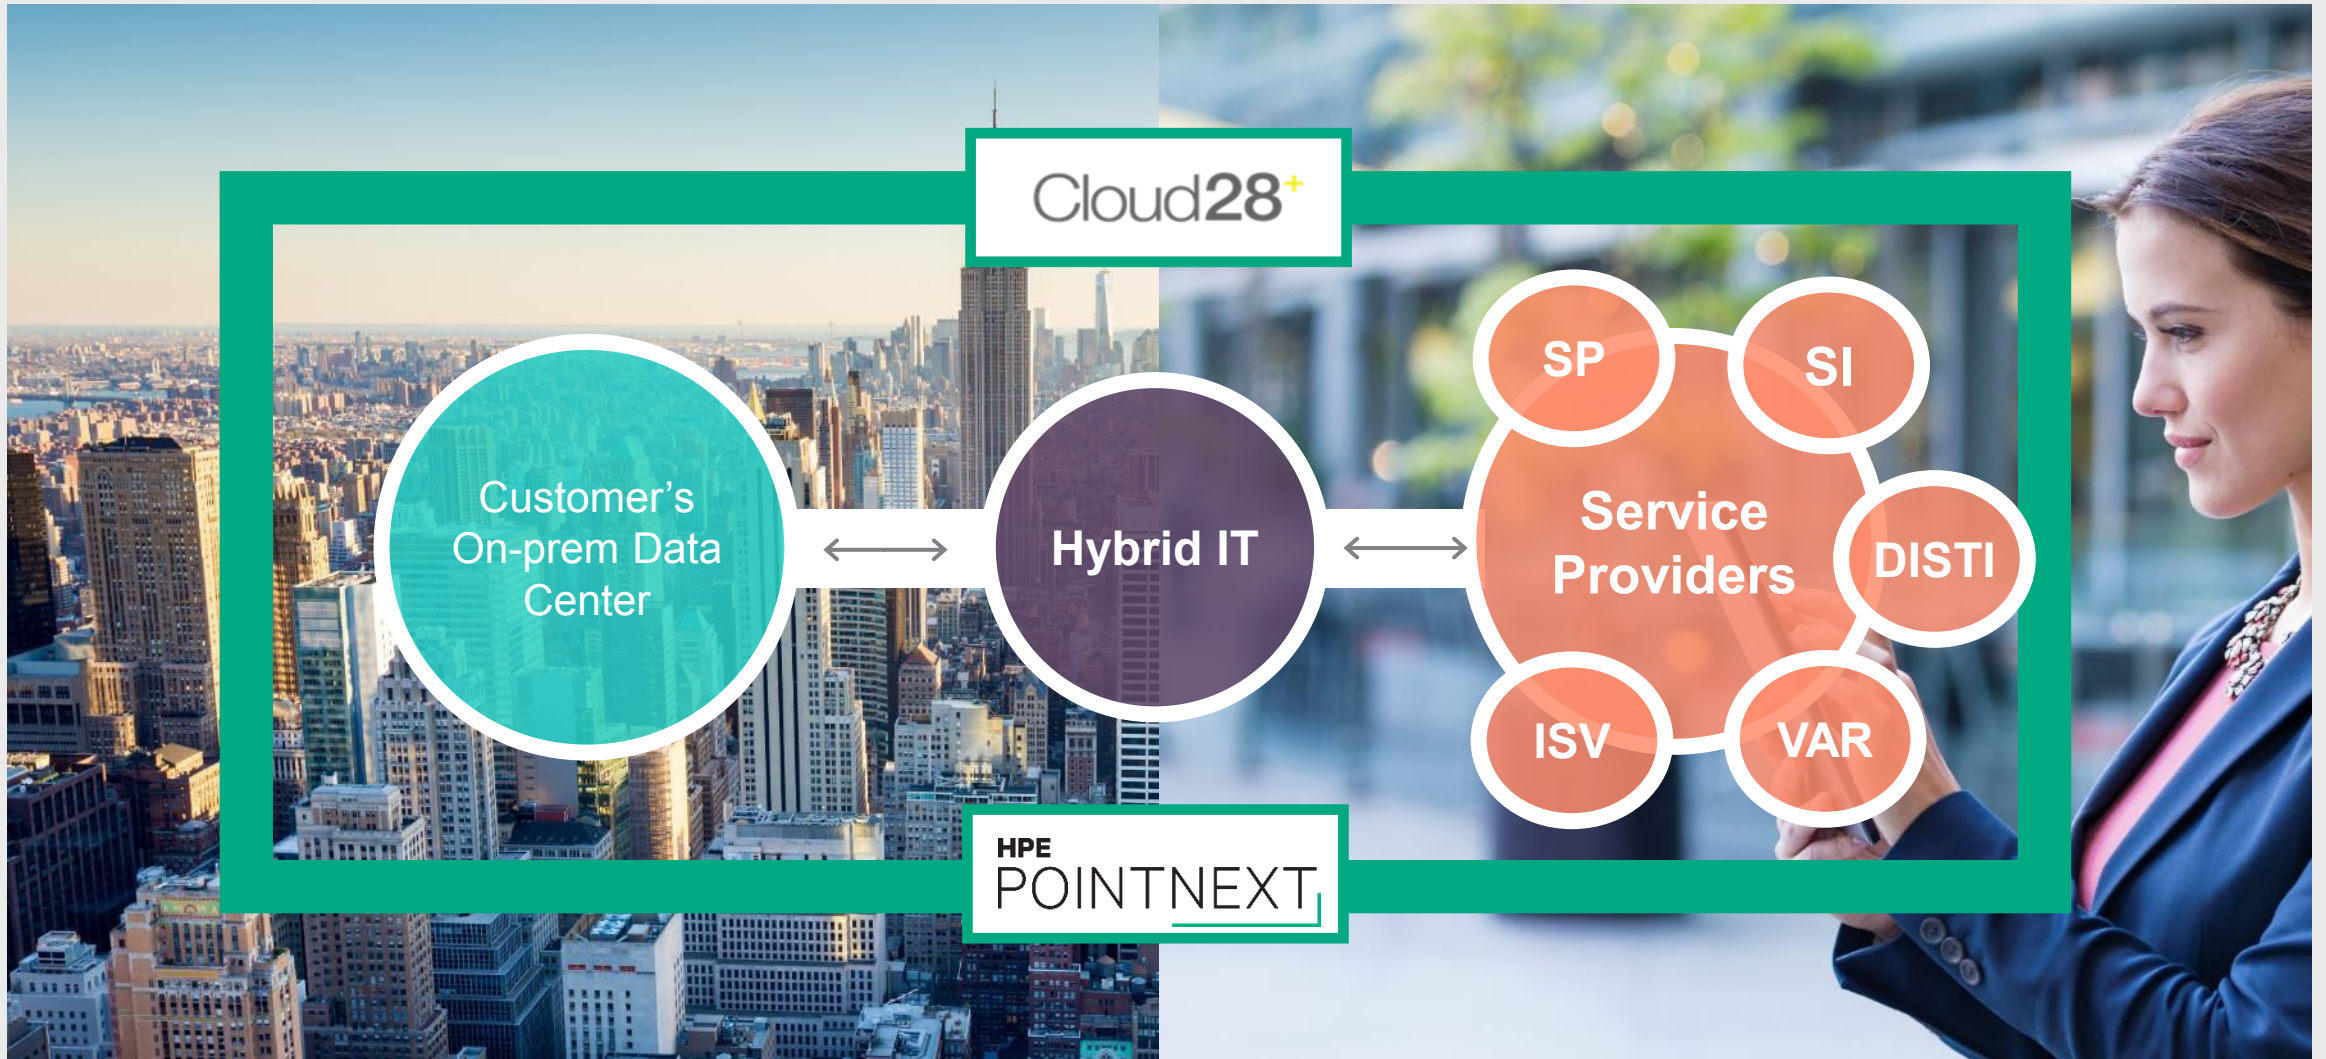 Cloud28+
Customer's
On-prem Data
Center
Hybrid IT
Service
Providers
SP
SI
DISTI
VAR
ISV
HPE
POINTNEXT